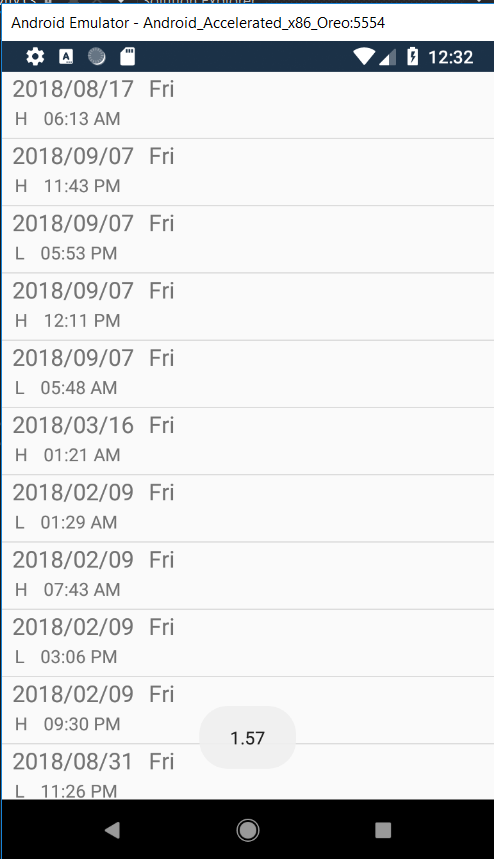 Android Emulator - Android_Accelerated_x86_Oreo:5554
A 12:32
2018/08/17 Fri
H 06:13 AM
2018/09/07 Fri
H 11:43 PM
2018/09/07 Fri
L 05:53 PM
2018/09/07 Fri
H 12:11 PM
2018/09/07 Fri
L 05:48 AM
2018/03/16 Fri
H 01:21 AM
2018/02/09 Fri
L 01:29 AM
2018/02/09 Fri
H 07:43 AM
2018/02/09 Fri
L 03:06 PM
2018/02/09 Fri
H 09:30 PM
1.57
2018/08/31 Fri
L 11:26 PM